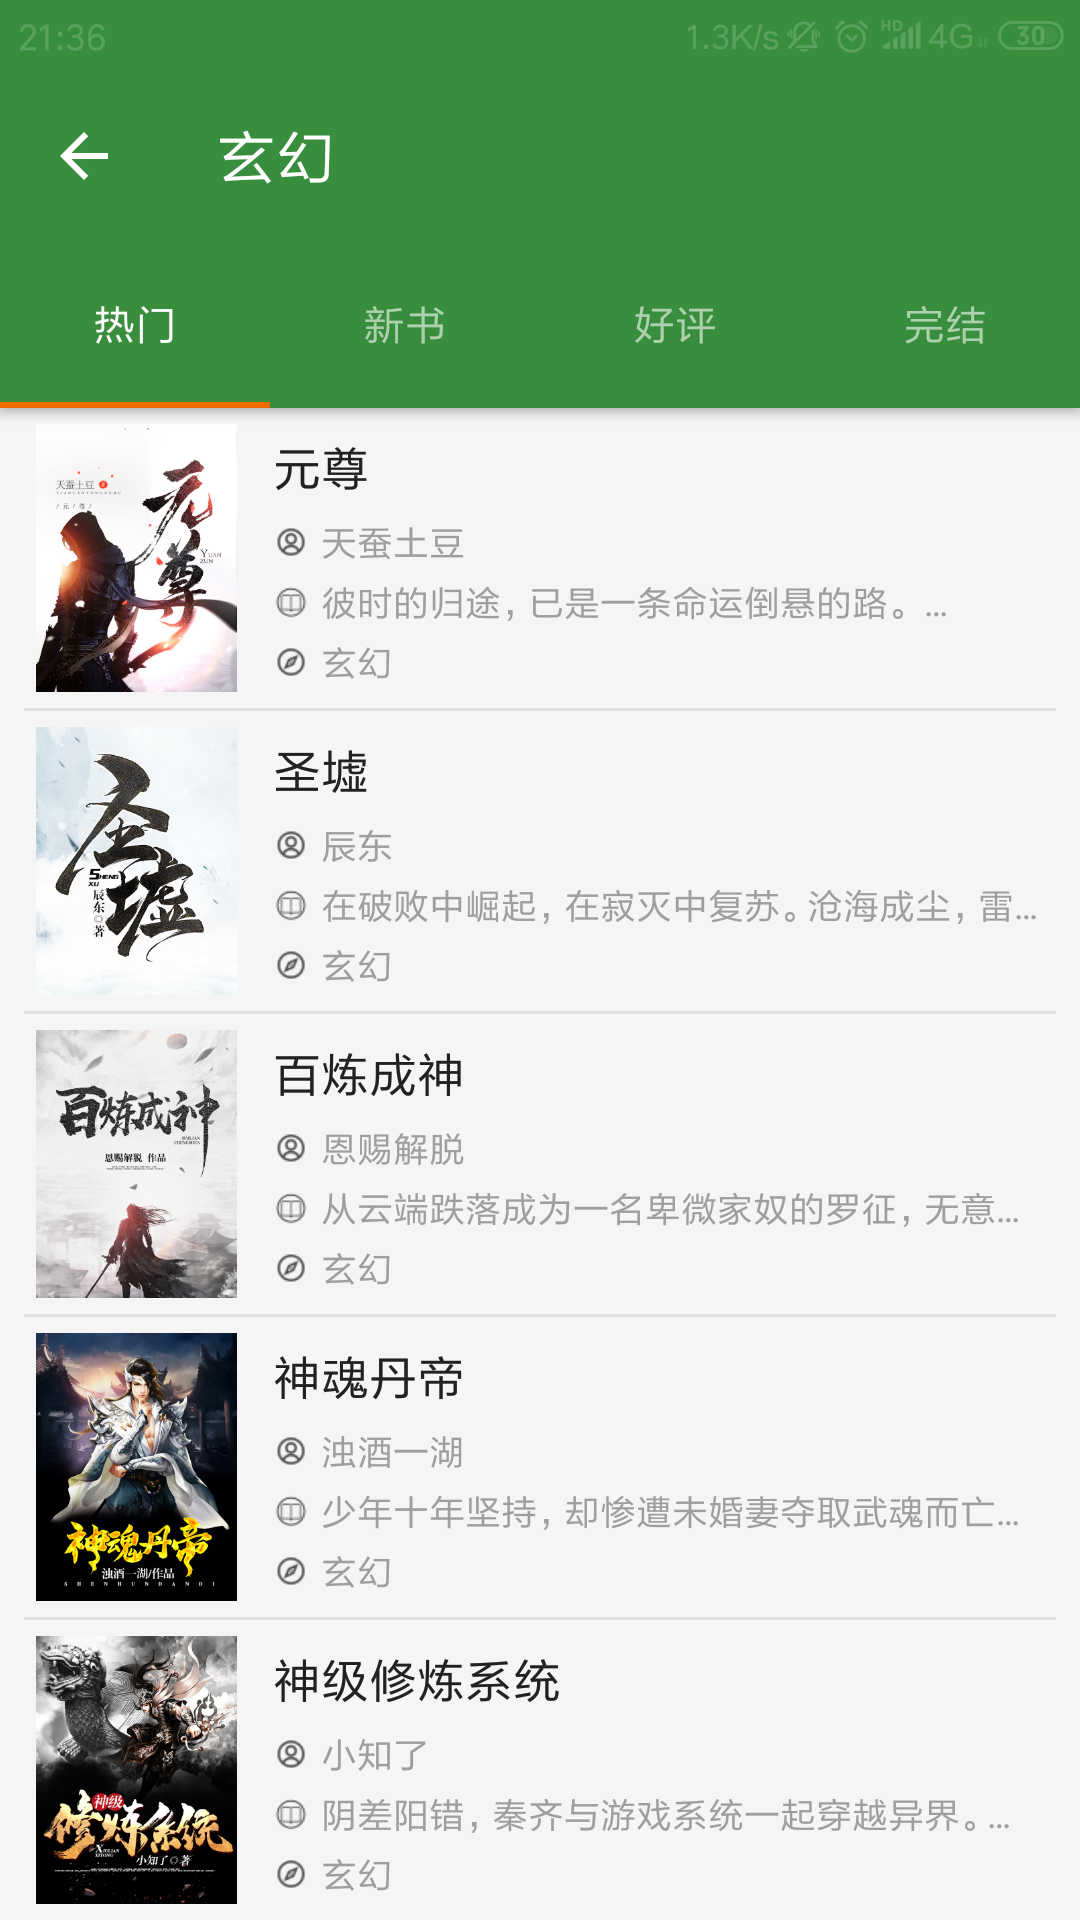 21:36
1.3K/s HD 4G 30
玄幻
热门 新书 好评 完结
天蚕土豆
/ 元 / 尊 /
元尊
YUAN ZUN
元尊
天蚕土豆
彼时的归途，已是一条命运倒悬的路。...
玄幻
圣墟
SHENG XU
辰东◎著
圣墟
辰东
在破败中崛起，在寂灭中复苏。沧海成尘，雷...
玄幻
百炼成神
恩赐解脱 作品
百炼成神
恩赐解脱
从云端跌落成为一名卑微家奴的罗征，无意...
玄幻
神魂丹帝
浊酒一湖/作品
SHENHUNDANDI
神魂丹帝
浊酒一湖
少年十年坚持，却惨遭未婚妻夺取武魂而亡...
玄幻
神级
修炼系统
XIULIAN XITONG
小知了◎著
神级修炼系统
小知了
阴差阳错，秦齐与游戏系统一起穿越异界。...
玄幻